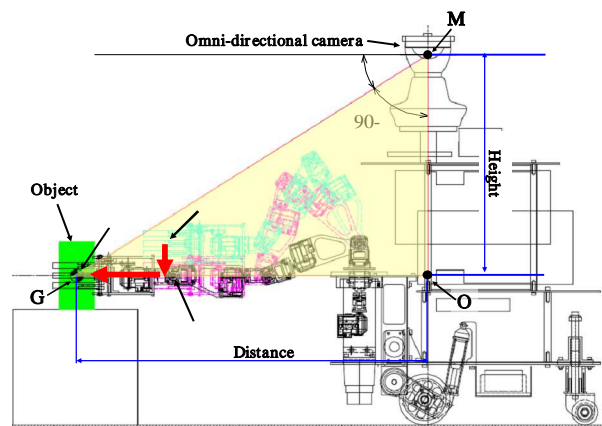 M
Omni-directional camera
90-
Height
Object
G
O
Distance